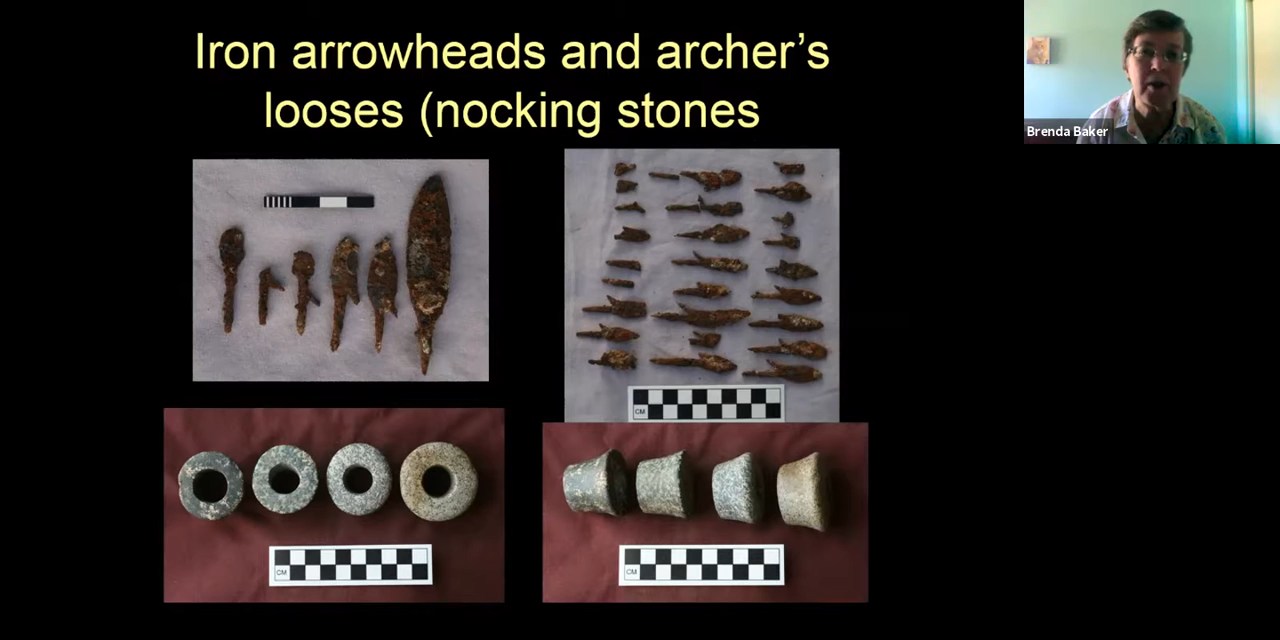 Iron arrowheads and archer’s
looses (nocking stones
Brenda Baker
CM
CM
CM